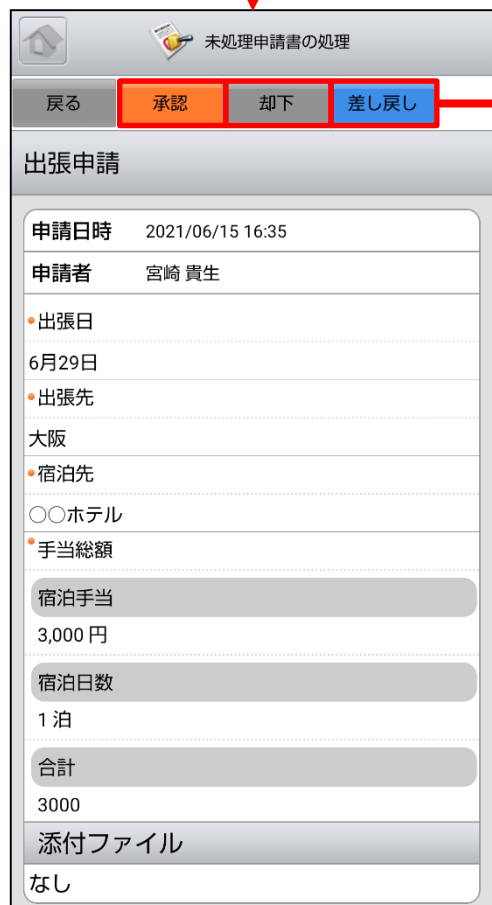 未処理申請書の処理
戻る 承認 却下 差し戻し
出張申請
申請日時 2021/06/15 16:35
申請者 宮崎 貴生
出張日
6月29日
出張先
大阪
宿泊先
○○ホテル
手当総額
宿泊手当
3,000 円
宿泊日数
1 泊
合計
3000
添付ファイル
なし